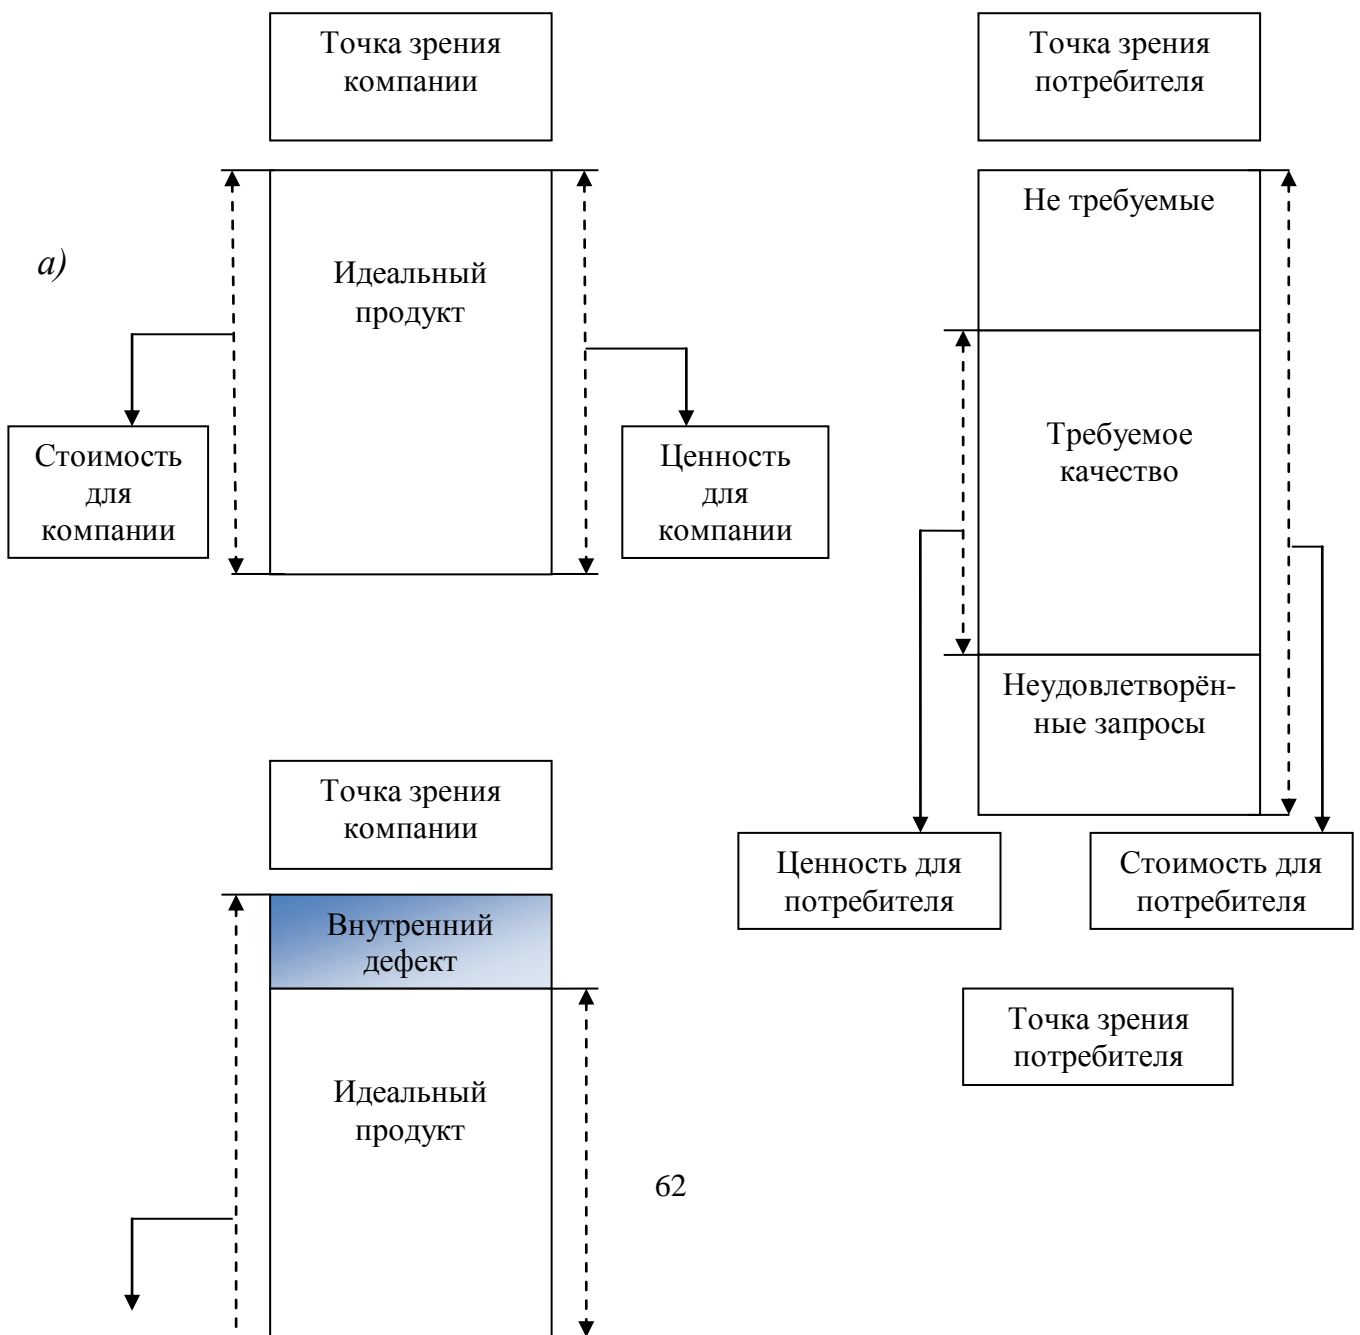 Точка зрения
компании
Точка зрения
потребителя
а)
Идеальный
продукт
Стоимость
для
компании
Ценность
для
компании
Не требуемые
Требуемое
качество
Неудовлетворён-
ные запросы
Ценность для
потребителя
Стоимость для
потребителя
Точка зрения
компании
Внутренний
дефект
Идеальный
продукт
Точка зрения
потребителя
62